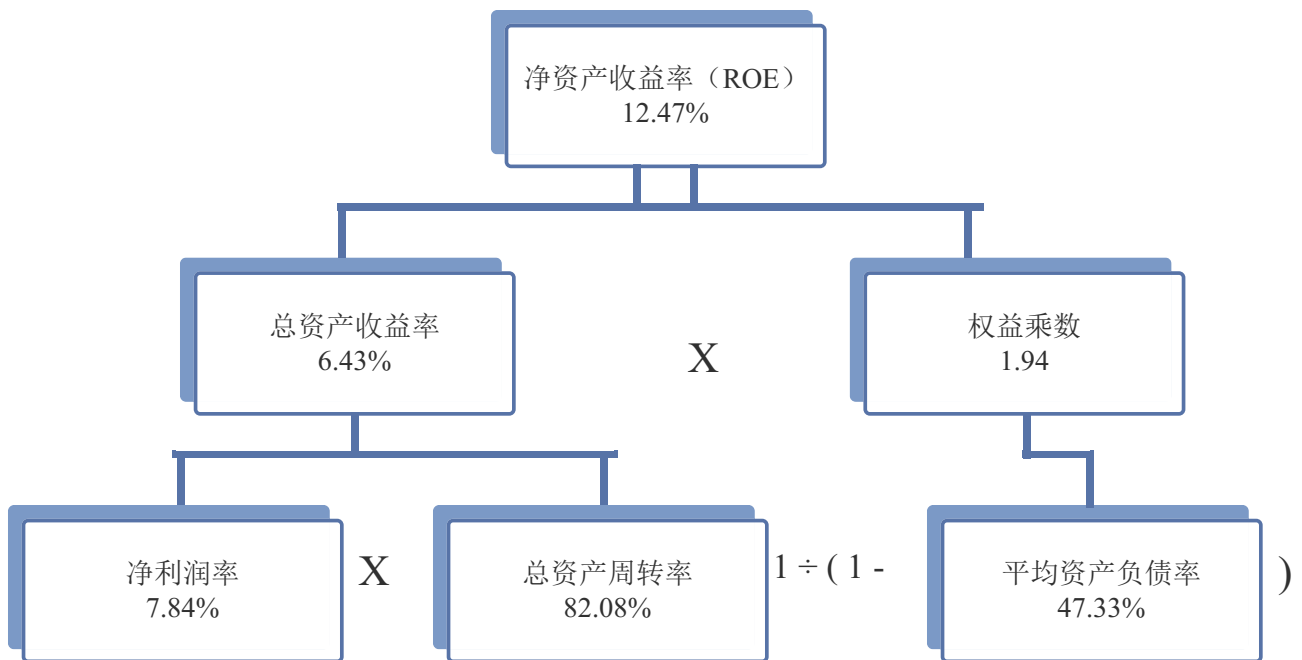 净资产收益率（ROE）
12.47%
总资产收益率
6.43%
X
权益乘数
1.94
净利润率
7.84%
X
总资产周转率
82.08%
1 ÷ ( 1 -
平均资产负债率
47.33%
)